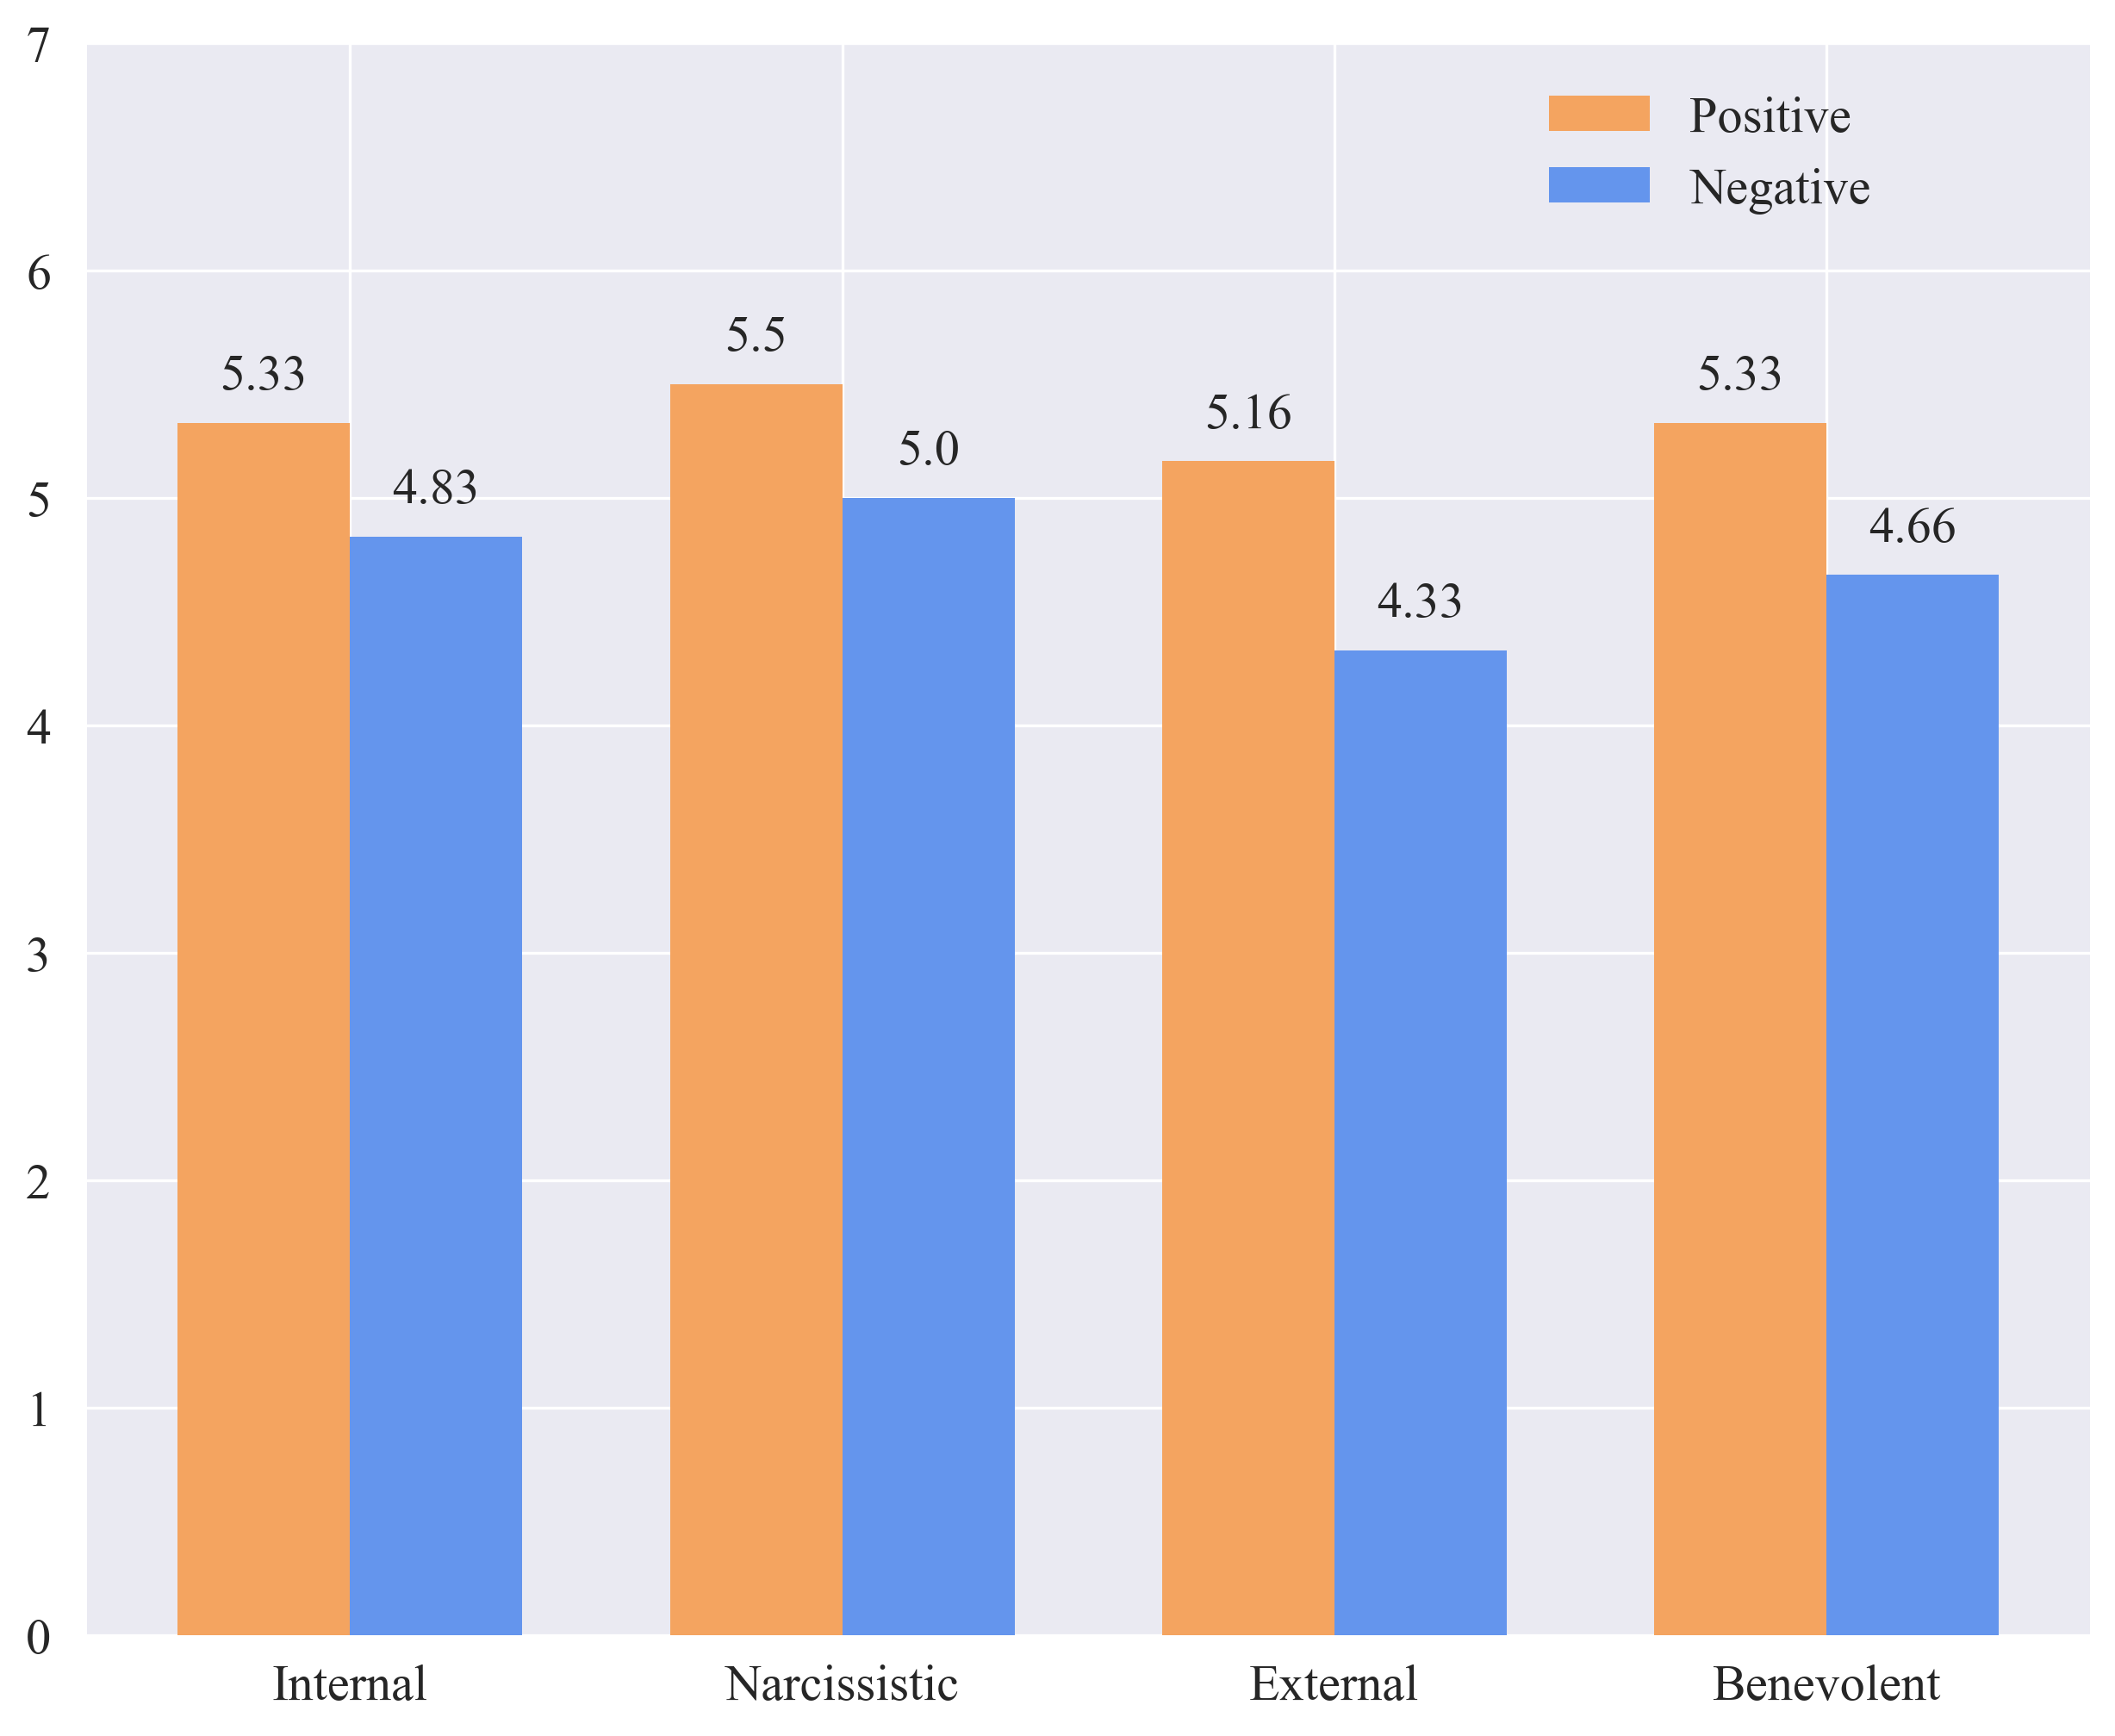 7
6
5
4
3
2
1
0
Positive
Negative
5.33
4.83
5.5
5.0
5.16
4.33
5.33
4.66
Internal
Narcissistic
External
Benevolent